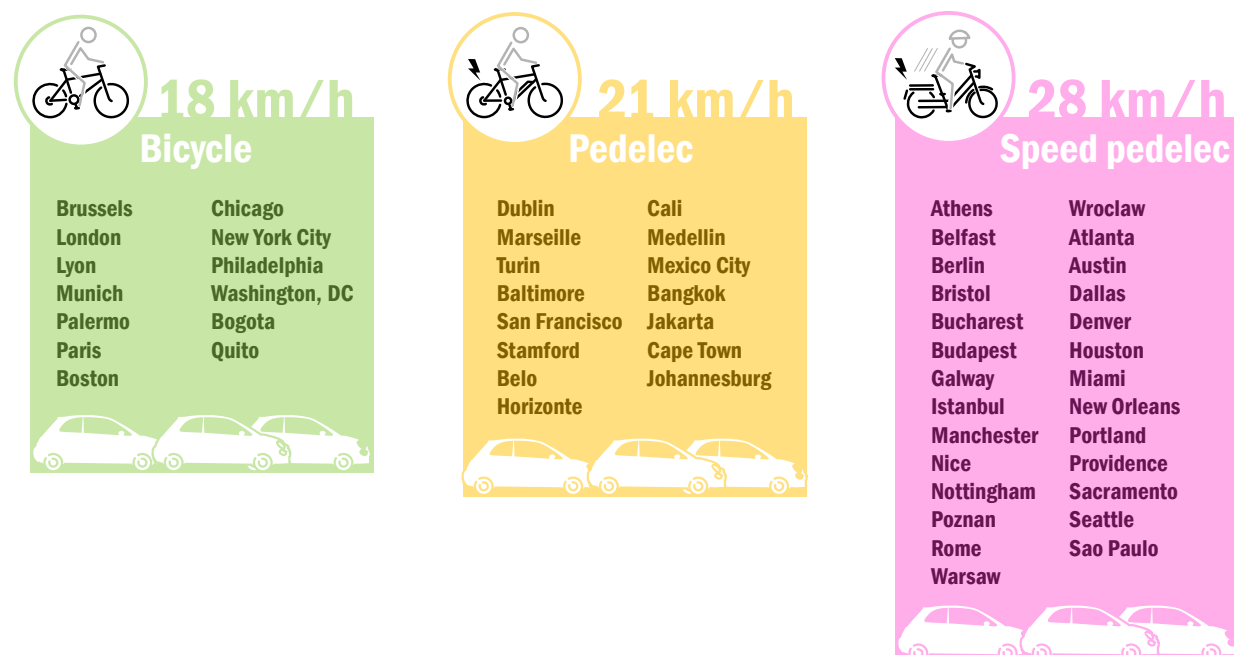 18 km/h
Bicycle
Brussels
London
Lyon
Munich
Palermo
Paris
Boston
Chicago
New York City
Philadelphia
Washington, DC
Bogota
Quito
21 km/h
Pedelec
Dublin
Marseille
Turin
Baltimore
San Francisco
Stamford
Belo
Horizonte
Cali
Medellin
Mexico City
Bangkok
Jakarta
Cape Town
Johannesburg
28 km/h
Speed pedelec
Athens
Belfast
Berlin
Bristol
Bucharest
Budapest
Galway
Istanbul
Manchester
Nice
Nottingham
Poznan
Rome
Warsaw
Wroclaw
Atlanta
Austin
Dallas
Denver
Houston
Miami
New Orleans
Portland
Providence
Sacramento
Seattle
Sao Paulo